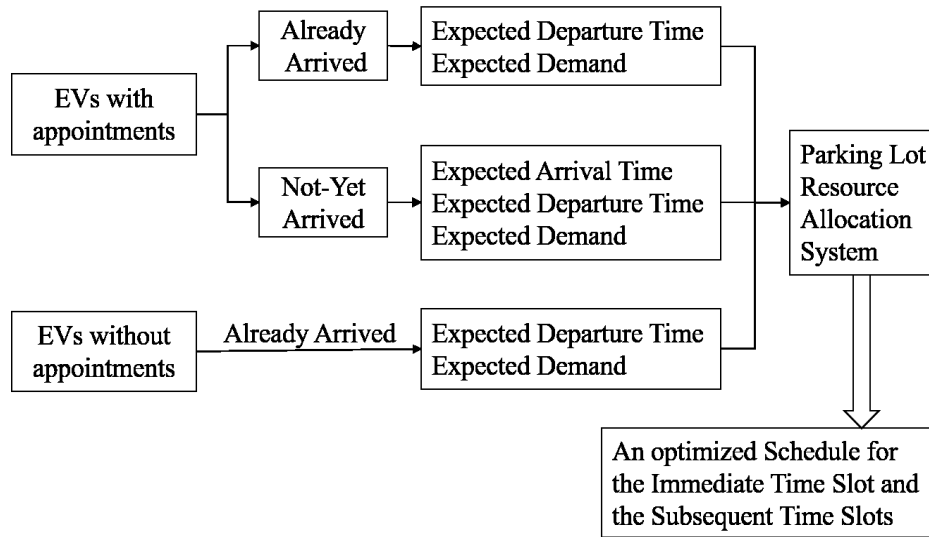 Already
Arrived
Expected Departure Time
Expected Demand
EVs with
appointments
Not-Yet
Arrived
Expected Arrival Time
Expected Departure Time
Expected Demand
Parking Lot
Resource
Allocation
System
EVs without
appointments
Already Arrived
Expected Departure Time
Expected Demand
An optimized Schedule for
the Immediate Time Slot and
the Subsequent Time Slots